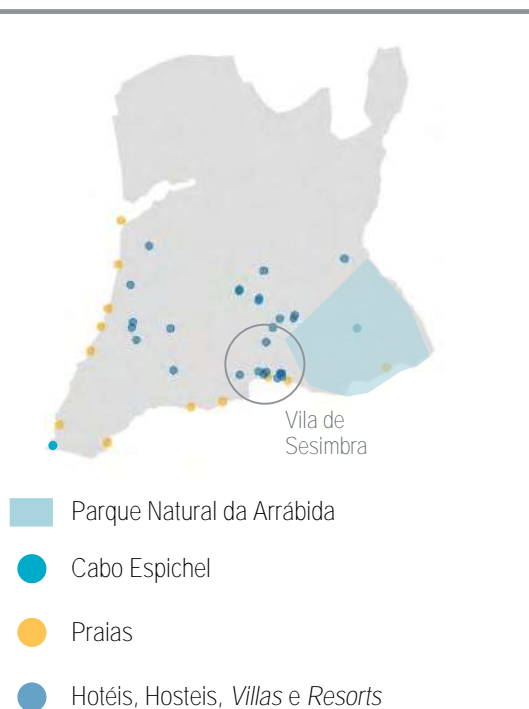 Vila de
Sesimbra
Parque Natural da Arrábida
Cabo Espichel
Praias
Hotéis, Hosteis, Villas e Resorts